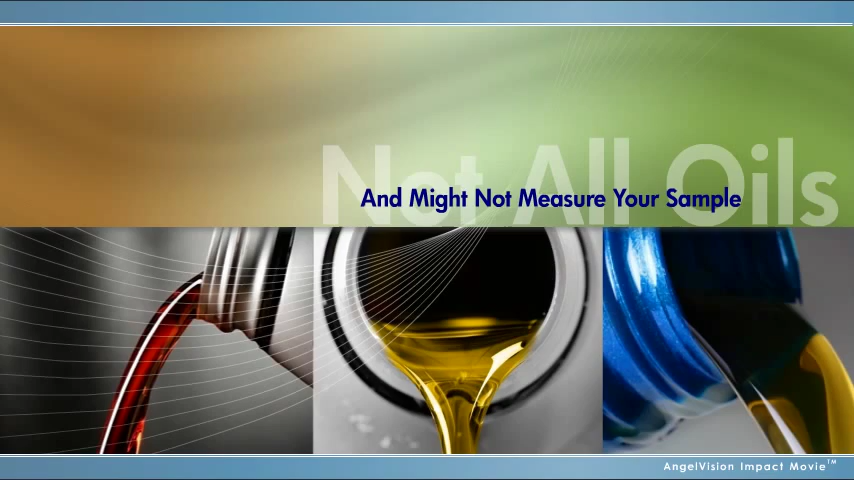 Not All Oils
And Might Not Measure Your Sample
AngelVision Impact Movie™